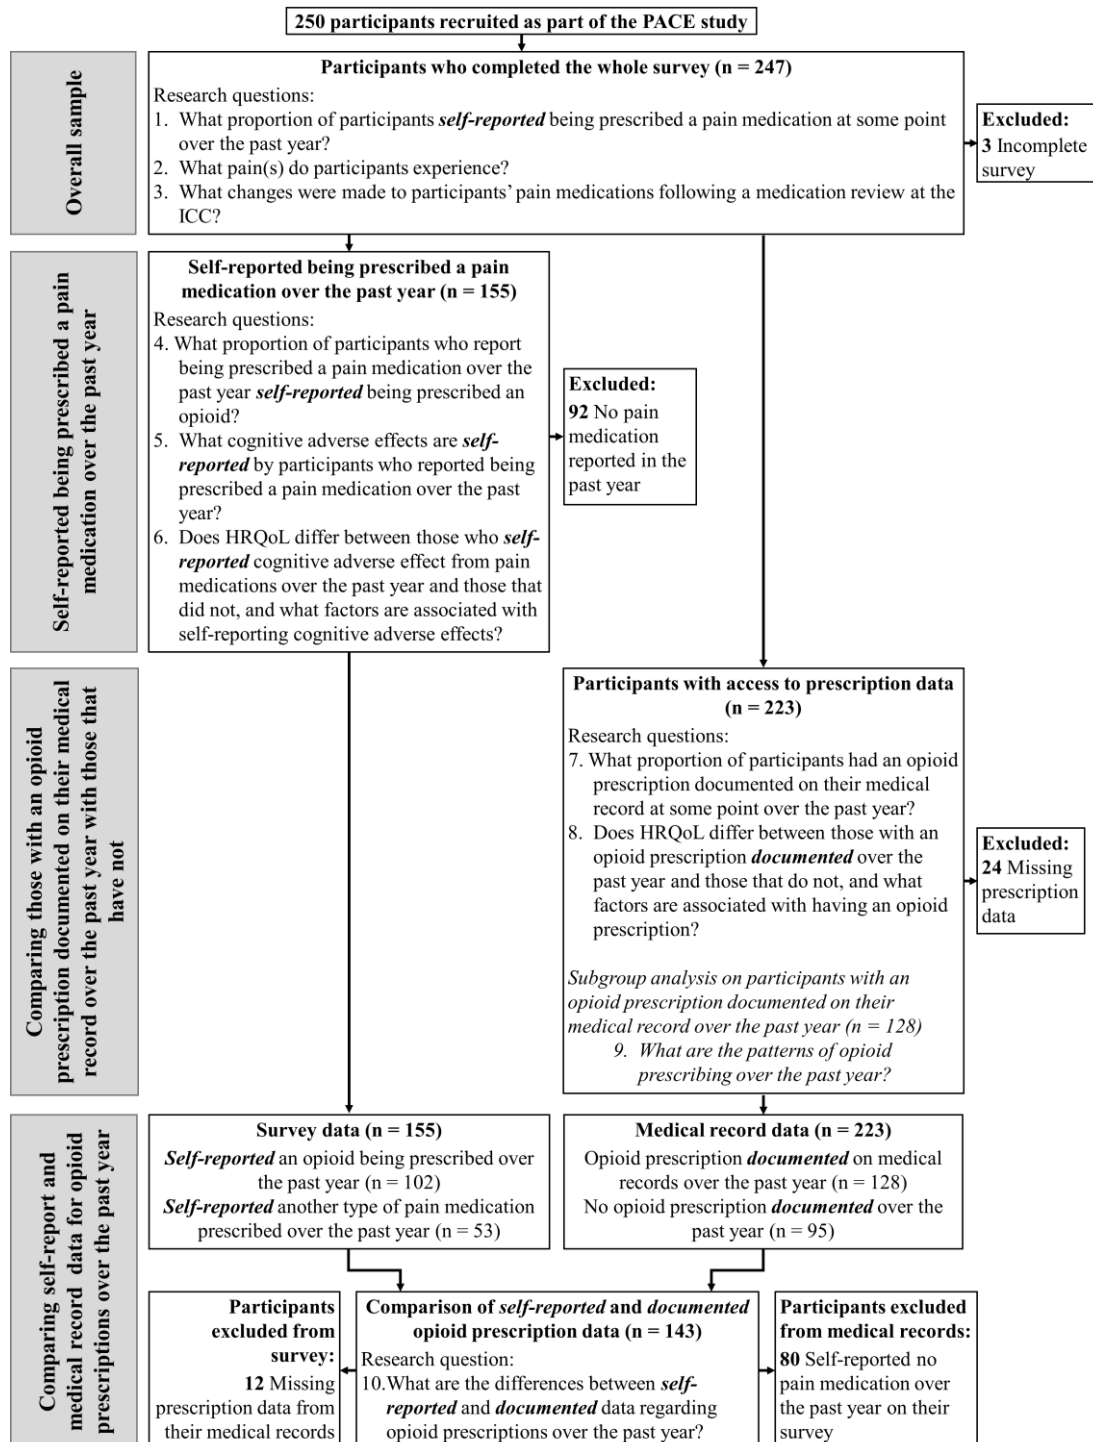 250 participants recruited as part of the PACE study
Overall sample
Participants who completed the whole survey (n = 247)
Research questions:
1. What proportion of participants self-reported being prescribed a pain medication at some point
over the past year?
2. What pain(s) do participants experience?
3. What changes were made to participants' pain medications following a medication review at the
ICC?
Excluded:
3 Incomplete
survey
Self-reported being prescribed a pain
medication over the past year
Self-reported being prescribed a pain
medication over the past year (n = 155)
Research questions:
4. What proportion of participants who report
being prescribed a pain medication over the
past year self-reported being prescribed an
opioid?
5. What cognitive adverse effects are self-
reported by participants who reported being
prescribed a pain medication over the past
year?
6. Does HRQoL differ between those who self-
reported cognitive adverse effect from pain
medications over the past year and those that
did not, and what factors are associated with
self-reporting cognitive adverse effects?
Excluded:
92 No pain
medication
reported in the
past year
Comparing those with an opioid
prescription documented on their medical
record over the past year with those that
have not
Participants with access to prescription data
(n = 223)
Research questions:
7. What proportion of participants had an opioid
prescription documented on their medical
record at some point over the past year?
8. Does HRQoL differ between those with an
opioid prescription documented over the
past year and those that do not, and what
factors are associated with having an opioid
prescription?
Subgroup analysis on participants with an
opioid prescription documented on their
medical record over the past year (n = 128)
9. What are the patterns of opioid
prescribing over the past year?
Excluded:
24 Missing
prescription
data
Comparing self-report and
medical record data for opioid
prescriptions over the past year
Survey data (n = 155)
Self-reported an opioid being prescribed over
the past year (n = 102)
Self-reported another type of pain medication
prescribed over the past year (n = 53)
Medical record data (n = 223)
Opioid prescription documented on medical
records over the past year (n = 128)
No opioid prescription documented over the
past year (n = 95)
Participants
excluded from
survey:
12 Missing
prescription data from
their medical records
Comparison of self-reported and documented
opioid prescription data (n = 143)
Research question:
10.What are the differences between self-
reported and documented data regarding
opioid prescriptions over the past year?
Participants excluded
from medical records:
80 Self-reported no
pain medication over
the past year on their
survey